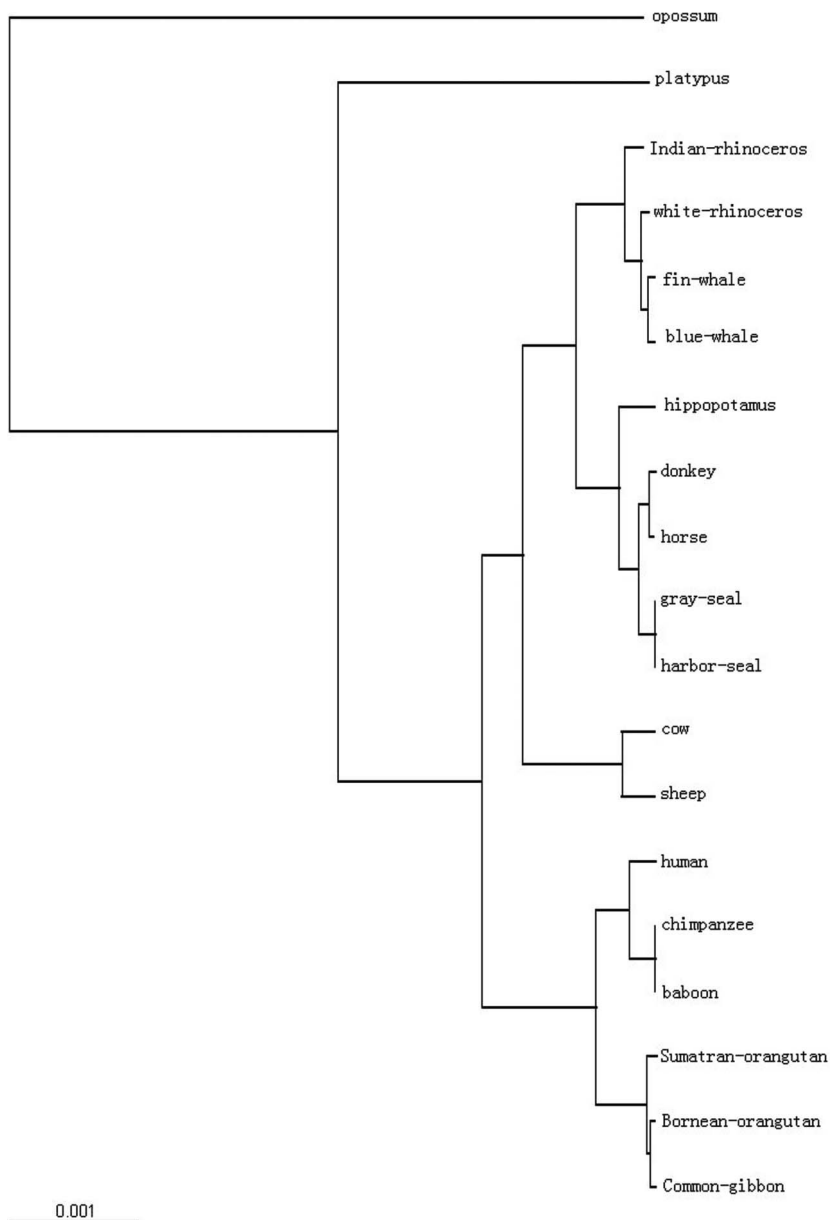 opossum
platypus
Indian-rhinoceros
white-rhinoceros
fin-whale
blue-whale
hippopotamus
donkey
horse
gray-seal
harbor-seal
cow
sheep
human
chimpanzee
baboon
Sumatran-orangutan
Bornean-orangutan
Common-gibbon
0.001